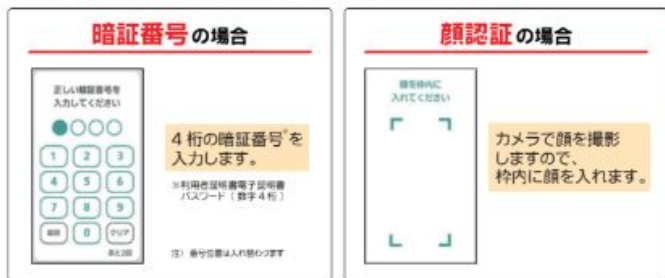 暗証番号の場合
正しい暗証番号を
入力してください
1 2 3
4 5 6
7 8 9
0 クリア
あと2回
4桁の暗証番号※を
入力します。
※利用者証明書電子証明書
パスワード(数字4桁)
注)番号位置は入れ替わります
顔認証の場合
顔を枠内に
入れてください
カメラで顔を撮影
しますので、
枠内に顔を入れます。